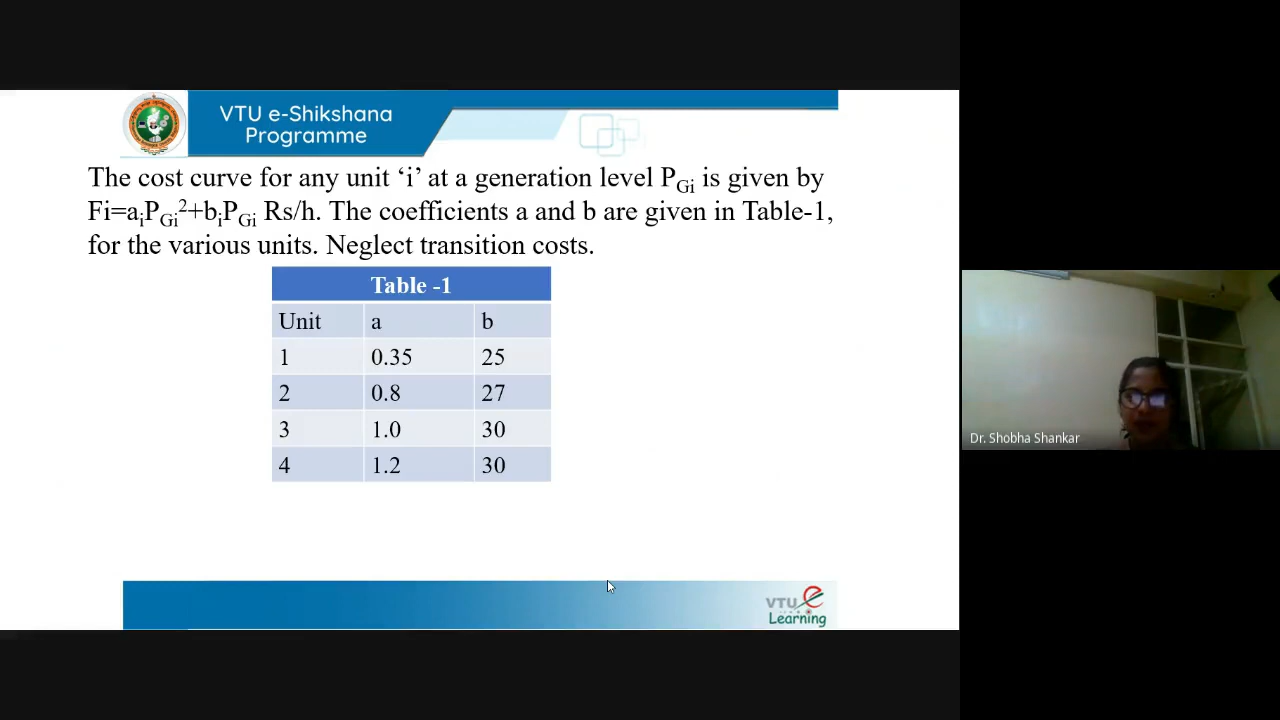 VTU e-Shikshana
Programme
The cost curve for any unit ‘i’ at a generation level PGi is given by
Fi=aiPGi²+biPGi Rs/h. The coefficients a and b are given in Table-1,
for the various units. Neglect transition costs.
Table -1
Unit a b
1 0.35 25
2 0.8 27
3 1.0 30
4 1.2 30
Dr. Shobha Shankar
VTU e
Learning